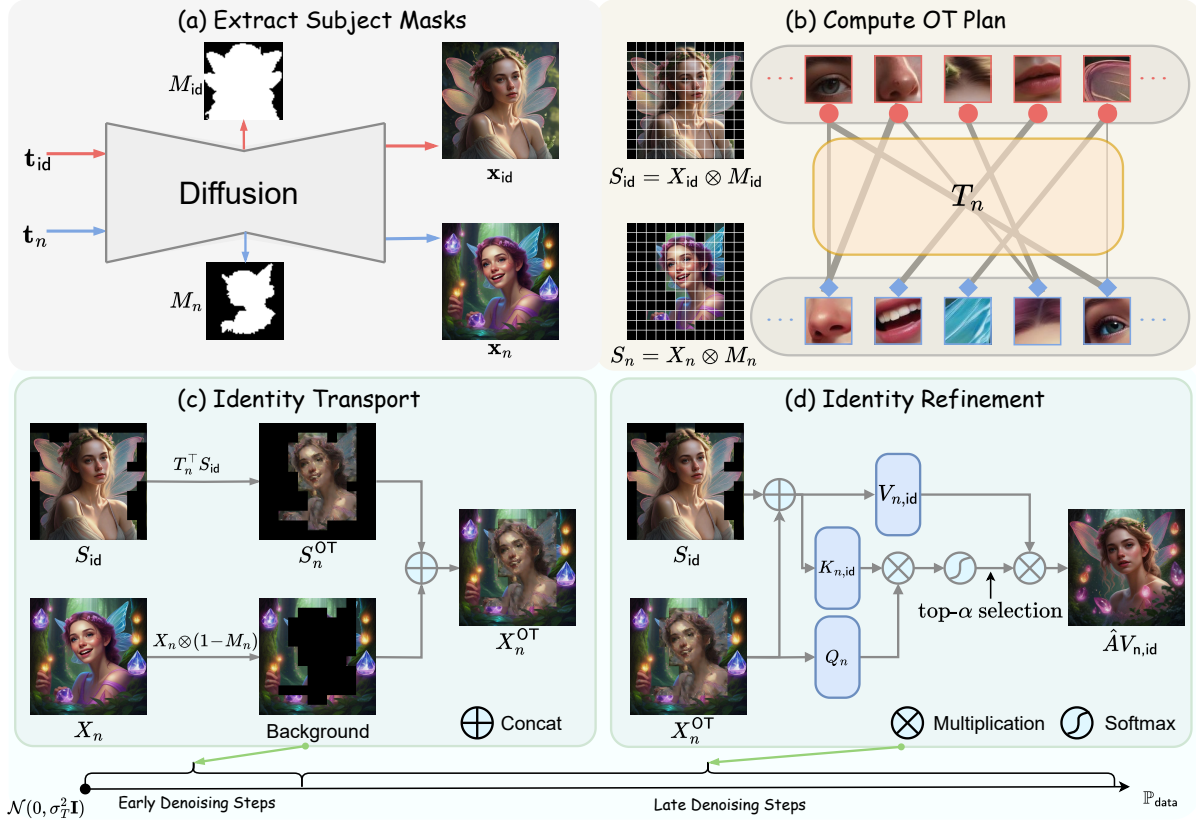 (a) Extract Subject Masks
M_id
t_id
Diffusion
x_id
t_n
M_n
x_n
(b) Compute OT Plan
S_id = X_id ⊗ M_id
T_n
S_n = X_n ⊗ M_n
(c) Identity Transport
T_n^⊤ S_id
S_id
S_n^OT
X_n⊗(1−M_n)
X_n^OT
X_n
Background
Concat
(d) Identity Refinement
V_{n,id}
S_id
K_{n,id}
top-α selection
ÂV_{n,id}
Q_n
X_n^OT
Multiplication
Softmax
𝒩(0, σ_T^2 I)
Early Denoising Steps
Late Denoising Steps
ℙ_data